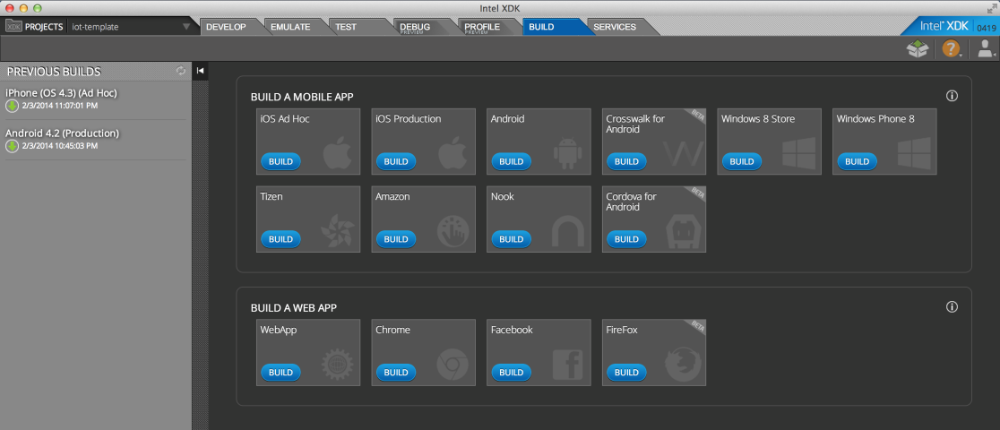 Intel XDK
XDK PROJECTS iot-template DEVELOP EMULATE TEST DEBUG PREVIEW PROFILE PREVIEW BUILD SERVICES Intel™ XDK 0419
PREVIOUS BUILDS
iPhone (OS 4.3) (Ad Hoc)
2/3/2014 11:07:01 PM
Android 4.2 (Production)
2/3/2014 10:45:03 PM
BUILD A MOBILE APP
iOS Ad Hoc
BUILD
iOS Production
BUILD
Android
BUILD
Crosswalk for
Android
BETA
BUILD
Windows 8 Store
BUILD
Windows Phone 8
BUILD
Tizen
BUILD
Amazon
BUILD
Nook
BUILD
Cordova for
Android
BETA
BUILD
BUILD A WEB APP
WebApp
BUILD
Chrome
BUILD
Facebook
BUILD
FireFox
BETA
BUILD